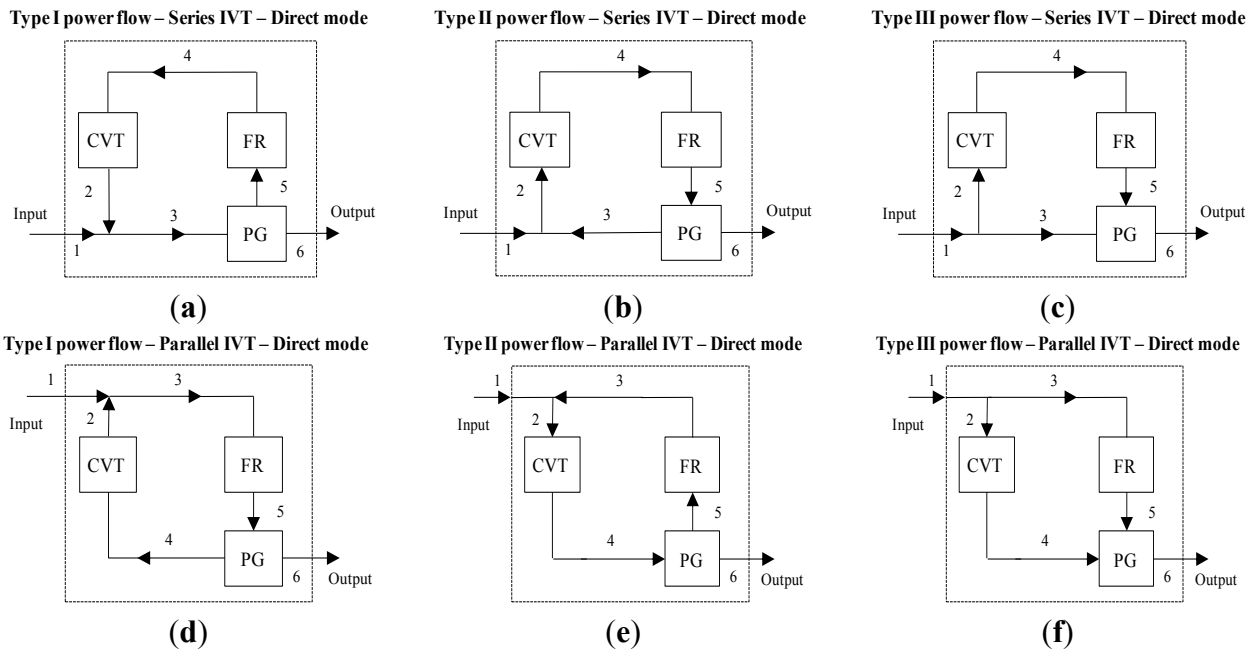 Type I power flow – Series IVT – Direct mode
4
CVT
FR
2
5
Input
3
Output
PG
1
6
(a)
Type II power flow – Series IVT – Direct mode
4
CVT
FR
2
5
Input
3
Output
PG
1
6
(b)
Type III power flow – Series IVT – Direct mode
4
CVT
FR
2
5
Input
3
Output
PG
1
6
(c)
Type I power flow – Parallel IVT – Direct mode
1
3
Input
2
CVT
FR
5
4
PG
6
Output
(d)
Type II power flow – Parallel IVT – Direct mode
1
3
Input
2
CVT
FR
5
4
PG
6
Output
(e)
Type III power flow – Parallel IVT – Direct mode
1
3
Input
2
CVT
FR
5
4
PG
6
Output
(f)